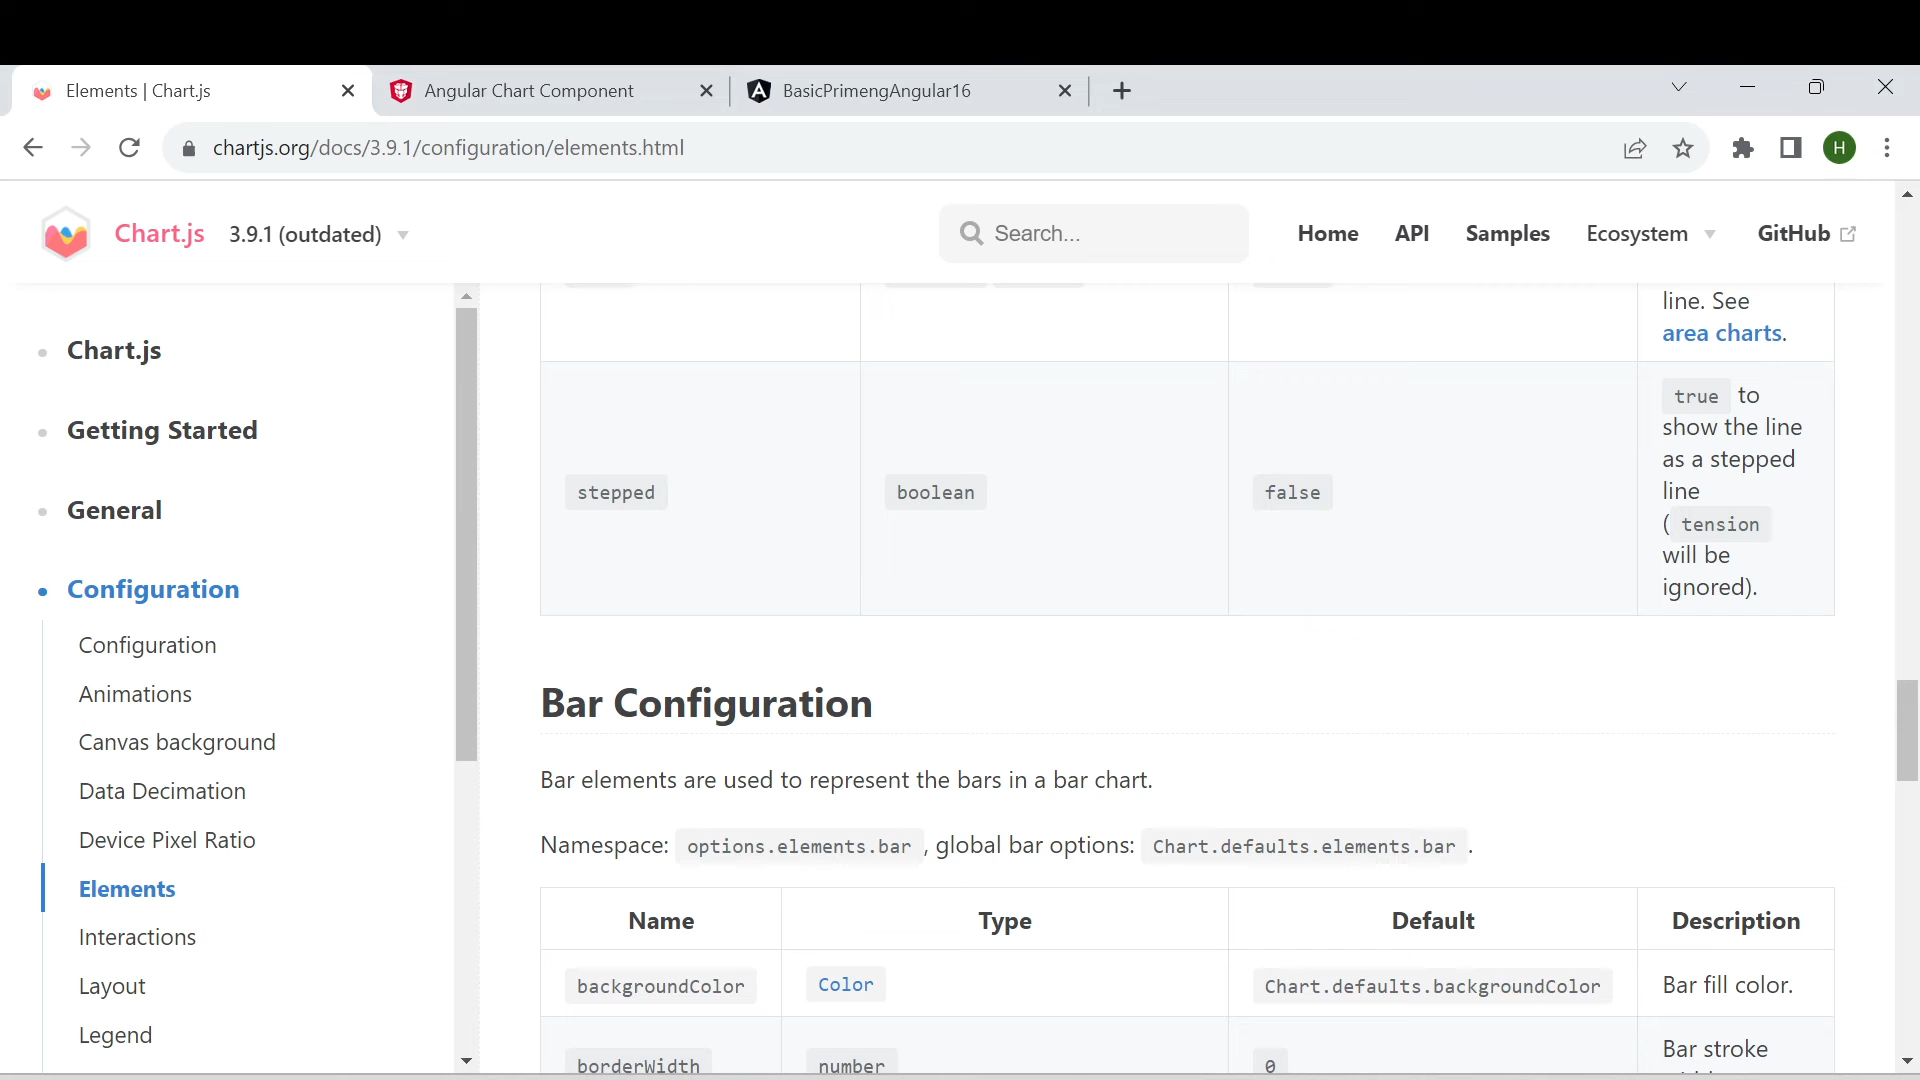 Elements | Chart.js
Angular Chart Component
BasicPrimengAngular16
chartjs.org/docs/3.9.1/configuration/elements.html
H
Chart.js
3.9.1 (outdated)
Search...
Home
API
Samples
Ecosystem
GitHub
Chart.js
Getting Started
General
Configuration
Configuration
Animations
Canvas background
Data Decimation
Device Pixel Ratio
Elements
Interactions
Layout
Legend
line. See
area charts.
stepped
boolean
false
true to
show the line
as a stepped
line
( tension
will be
ignored).
Bar Configuration
Bar elements are used to represent the bars in a bar chart.
Namespace: options.elements.bar , global bar options: Chart.defaults.elements.bar .
Name Type Default Description
backgroundColor Color Chart.defaults.backgroundColor Bar fill color.
borderWidth number 0 Bar stroke